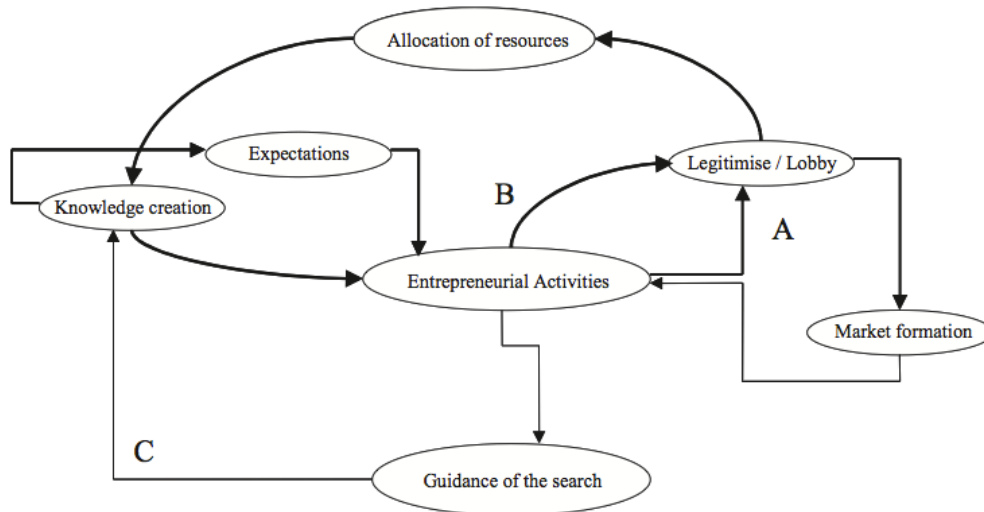 Allocation of resources
Expectations
Legitimise / Lobby
B
Knowledge creation
A
Entrepreneurial Activities
Market formation
C
Guidance of the search